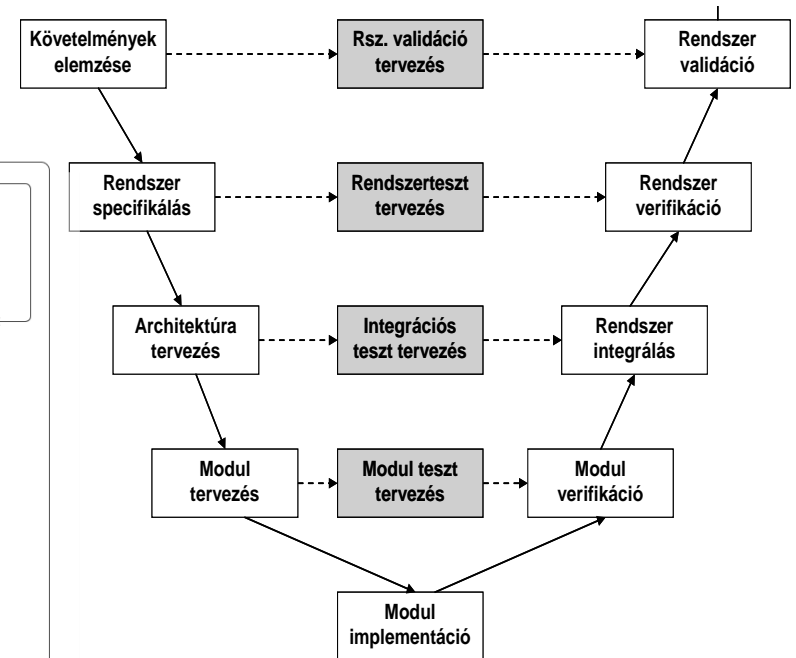 Követelmények
elemzése
Rsz. validáció
tervezés
Rendszer
validáció
Rendszer
specifikálás
Rendszerteszt
tervezés
Rendszer
verifikáció
Architektúra
tervezés
Integrációs
teszt tervezés
Rendszer
integrálás
Modul
tervezés
Modul teszt
tervezés
Modul
verifikáció
Modul
implementáció